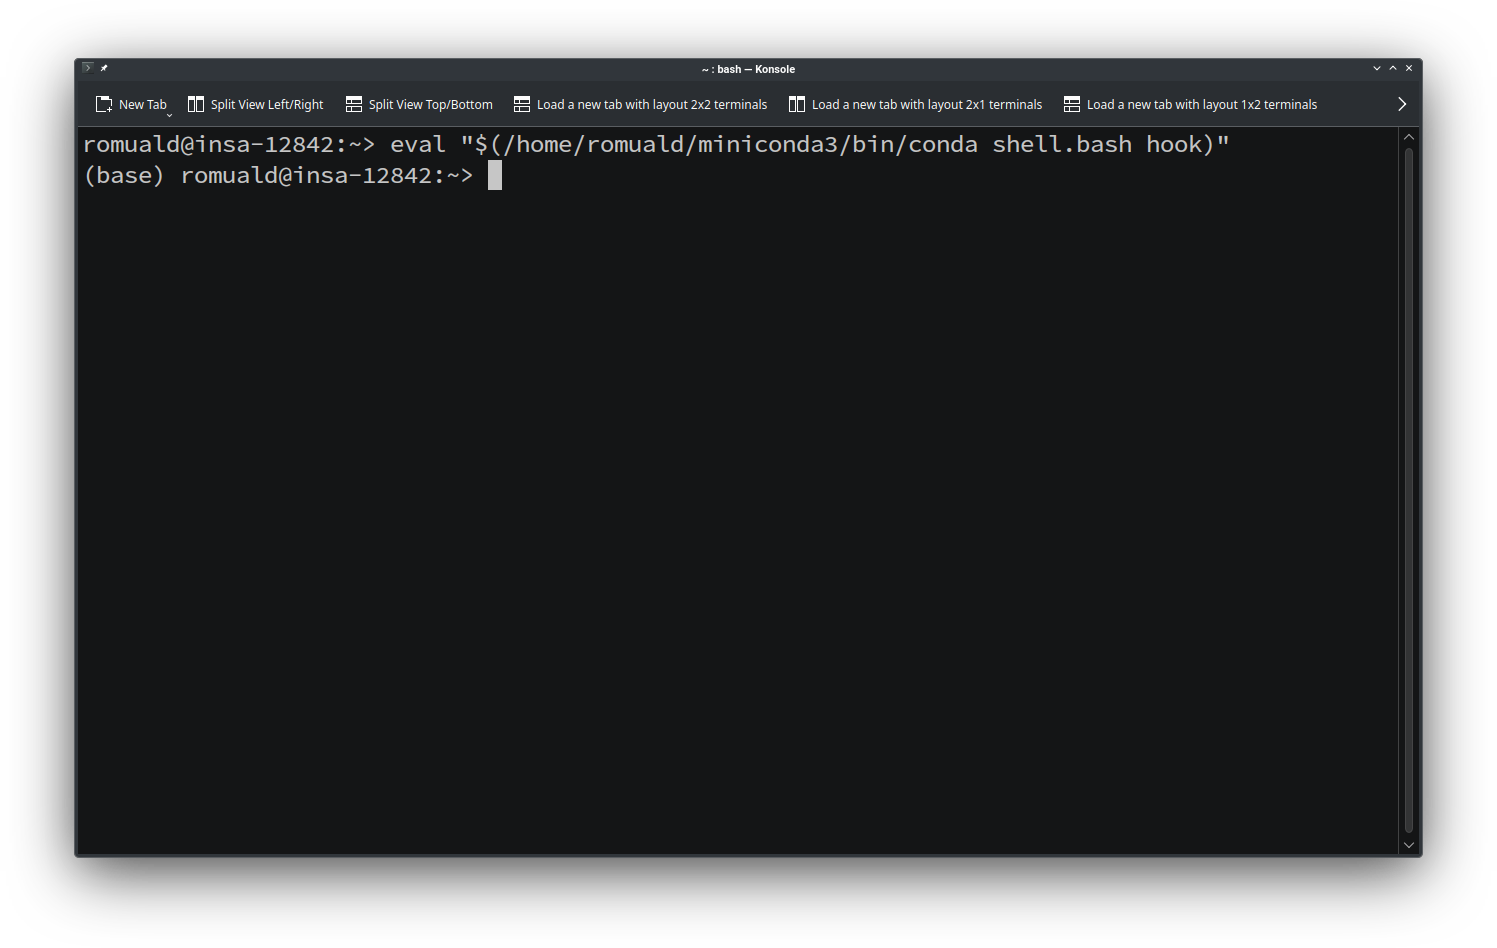 ~ : bash — Konsole
New Tab Split View Left/Right Split View Top/Bottom Load a new tab with layout 2x2 terminals Load a new tab with layout 2x1 terminals Load a new tab with layout 1x2 terminals
romuald@insa-12842:~> eval "$(/home/romuald/miniconda3/bin/conda shell.bash hook)"
(base) romuald@insa-12842:~>